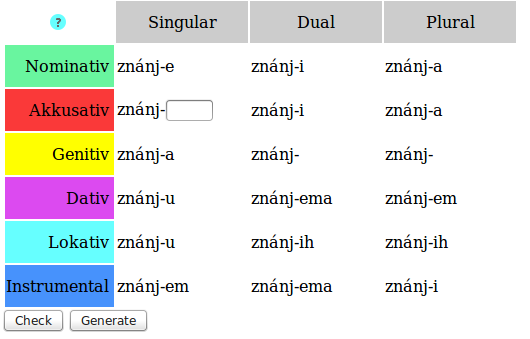 ? Singular Dual Plural
Nominativ znánj-e znánj-i znánj-a
Akkusativ znánj- znánj-i znánj-a
Genitiv znánj-a znánj- znánj-
Dativ znánj-u znánj-ema znánj-em
Lokativ znánj-u znánj-ih znánj-ih
Instrumental znánj-em znánj-ema znánj-i
Check Generate